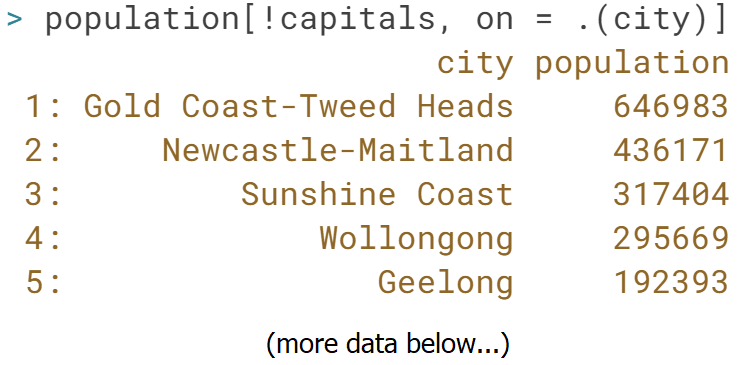 > population[!capitals, on = .(city)]
city population
1: Gold Coast-Tweed Heads 646983
2: Newcastle-Maitland 436171
3: Sunshine Coast 317404
4: Wollongong 295669
5: Geelong 192393
(more data below...)